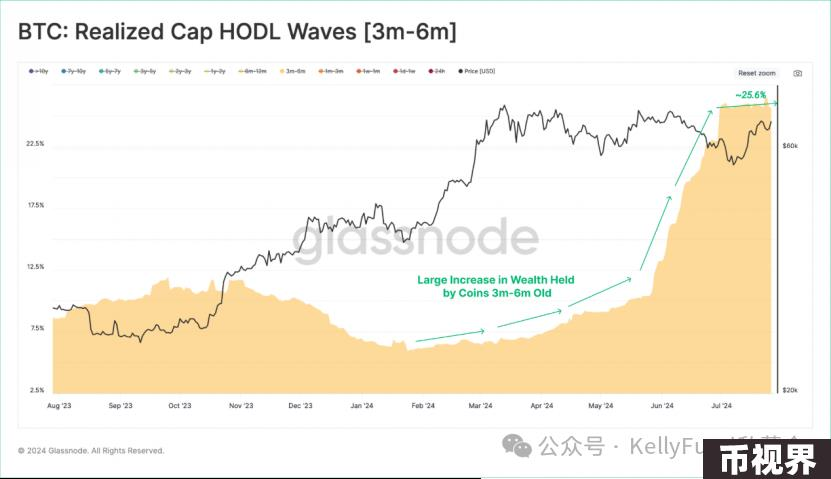 BTC: Realized Cap HODL Waves [3m-6m]
>10y 7y-10y 5y-7y 3y-5y 2y-3y 1y-2y 6m-12m 3m-6m 1m-3m 1w-1m 1d-1w 24h Price [USD] Reset zoom
~25.6%
22.5% $60k
17.5%
glassnode
12.5%
Large Increase in Wealth Held
by Coins 3m-6m Old
7.5%
2.5% $20k
Aug '23 Sep '23 Oct '23 Nov '23 Dec '23 Jan '24 Feb '24 Mar '24 Apr '24 May '24 Jun '24 Jul '24
© 2024 Glassnode. All Rights Reserved.
公众号 · KellyFu
币视界